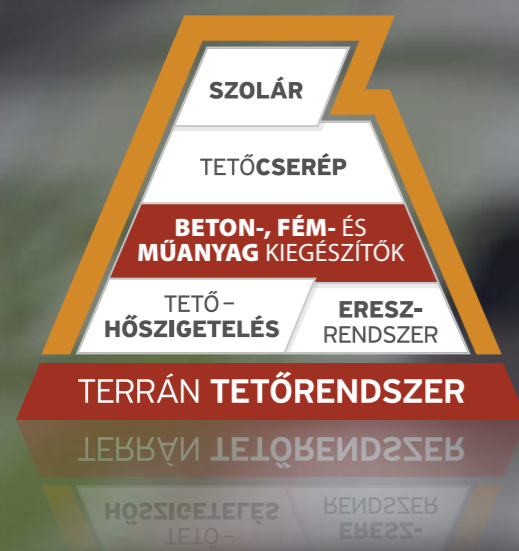 SZOLÁR
TETŐCSERÉP
BETON-, FÉM- ÉS
MŰANYAG KIEGÉSZÍTŐK
TETŐ–
HŐSZIGETELÉS
ERESZ-
RENDSZER
TERRÁN TETŐRENDSZER